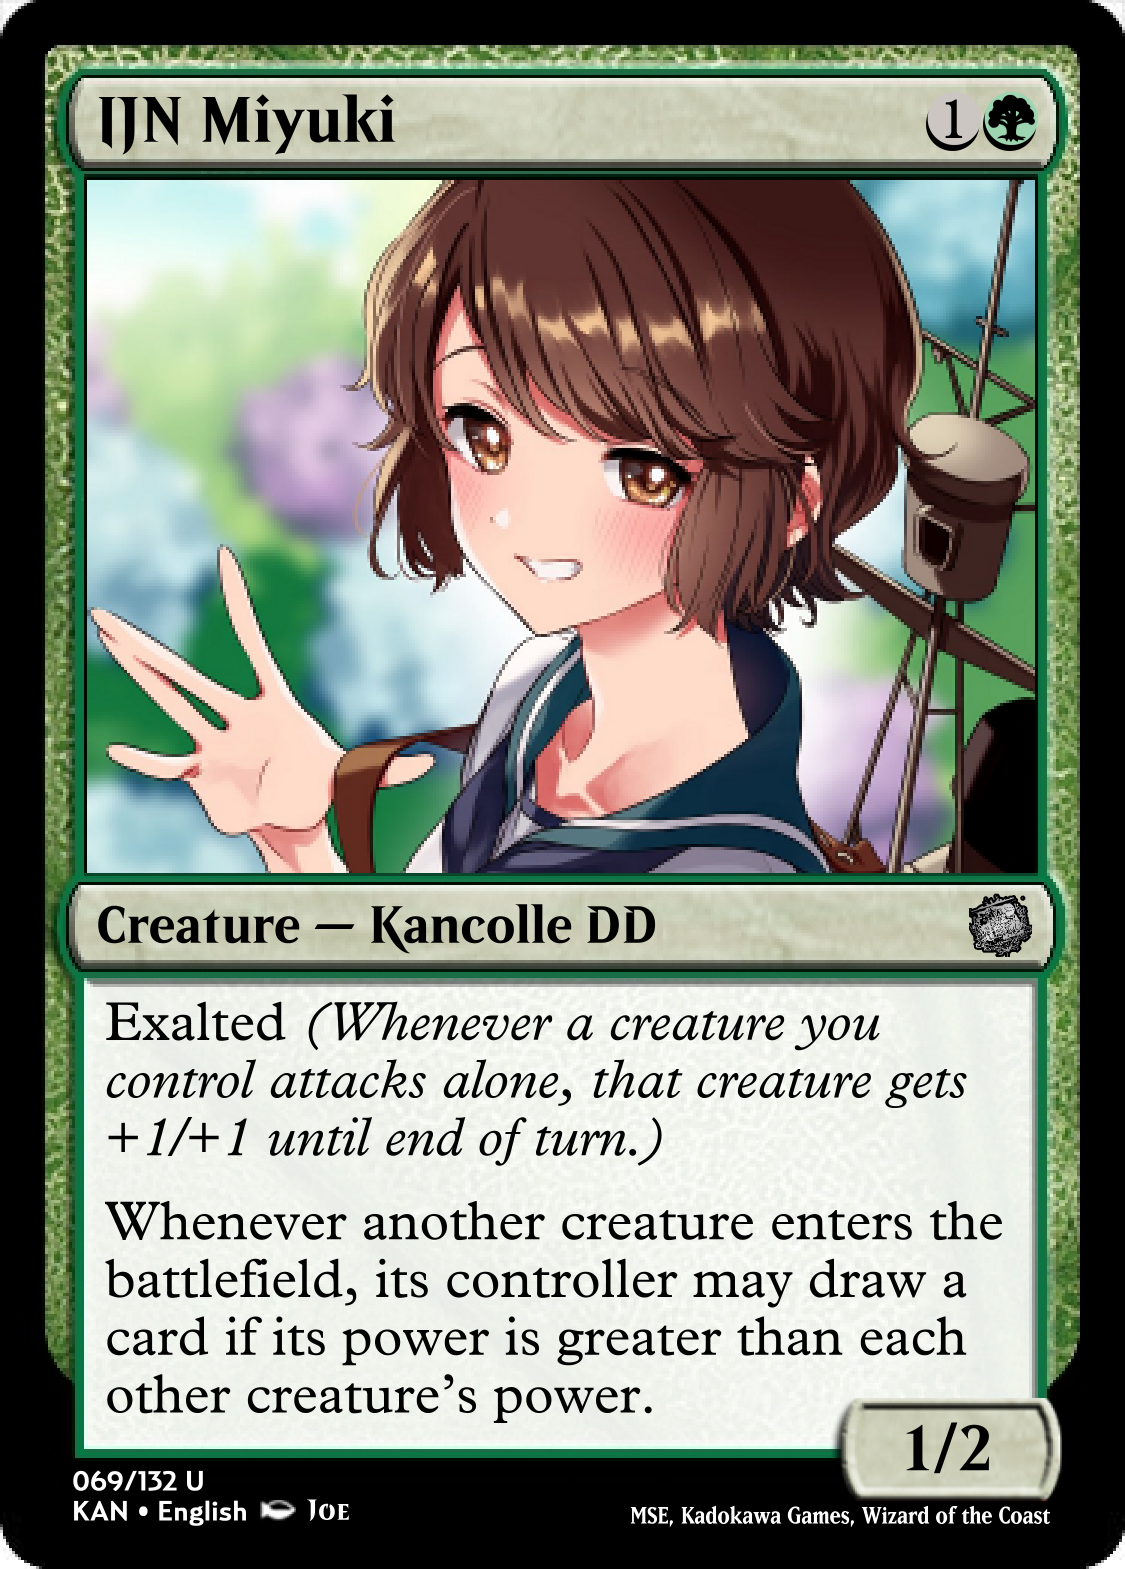 IJN Miyuki 1
Creature — Kancolle DD
Exalted (Whenever a creature you
control attacks alone, that creature gets
+1/+1 until end of turn.)
Whenever another creature enters the
battlefield, its controller may draw a
card if its power is greater than each
other creature's power.
1/2
069/132 U
KAN • English JOE
MSE, Kadokawa Games, Wizard of the Coast